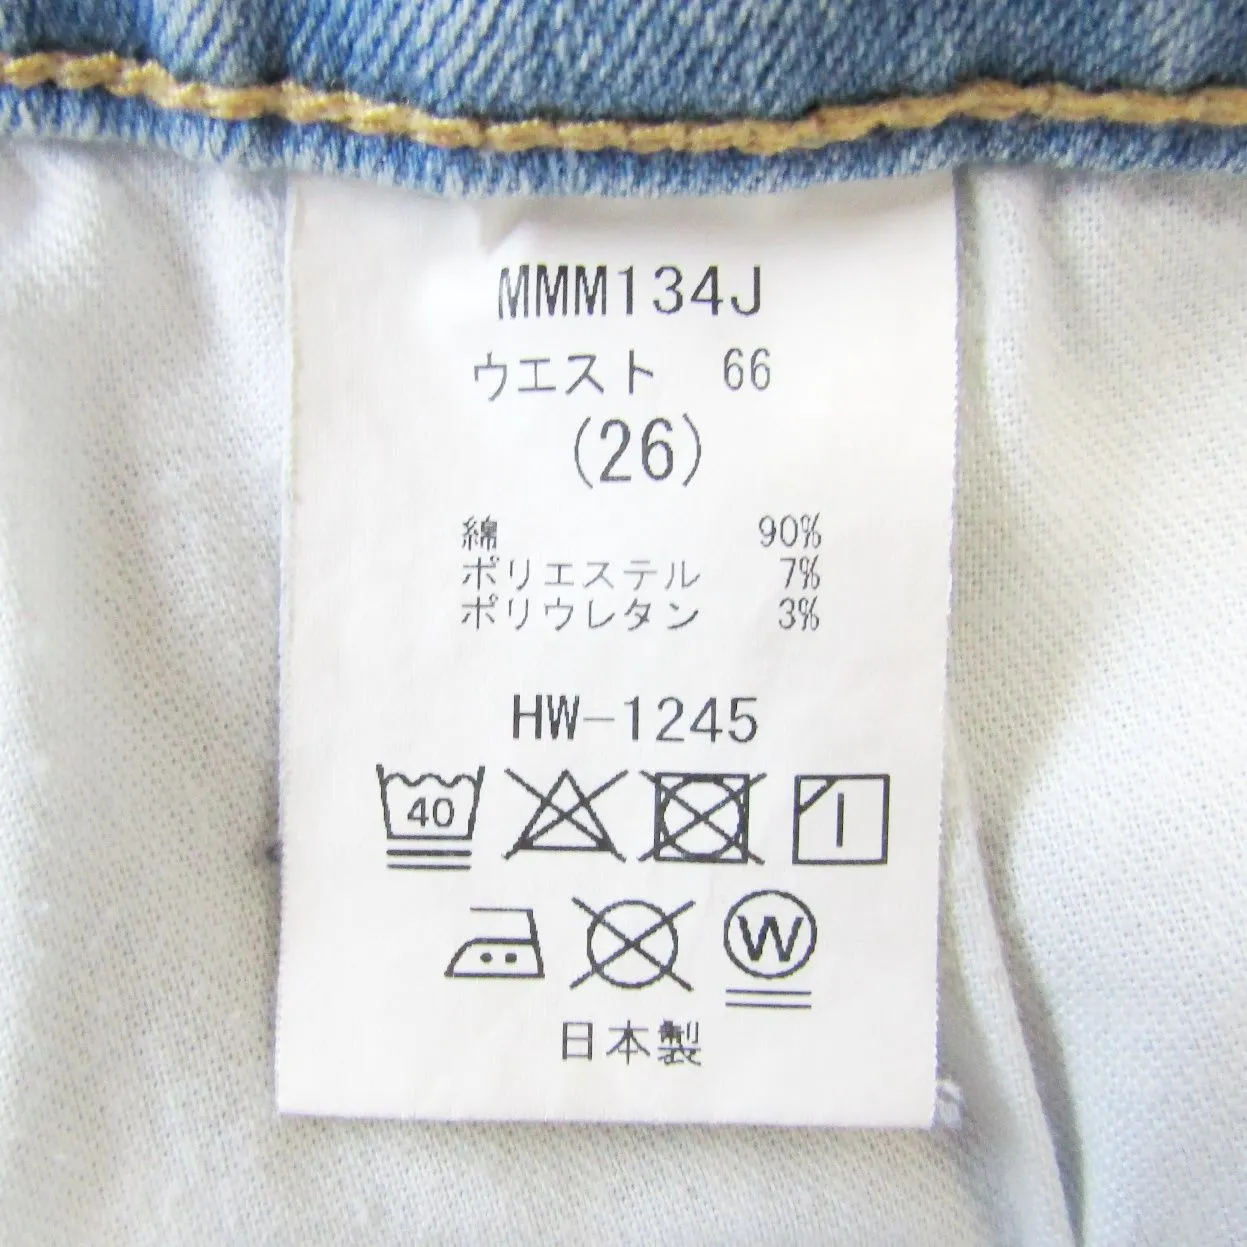 MMM134J
ウエスト 66
(26)
綿 90%
ポリエステル 7%
ポリウレタン 3%
HW-1245
40
W
日本製